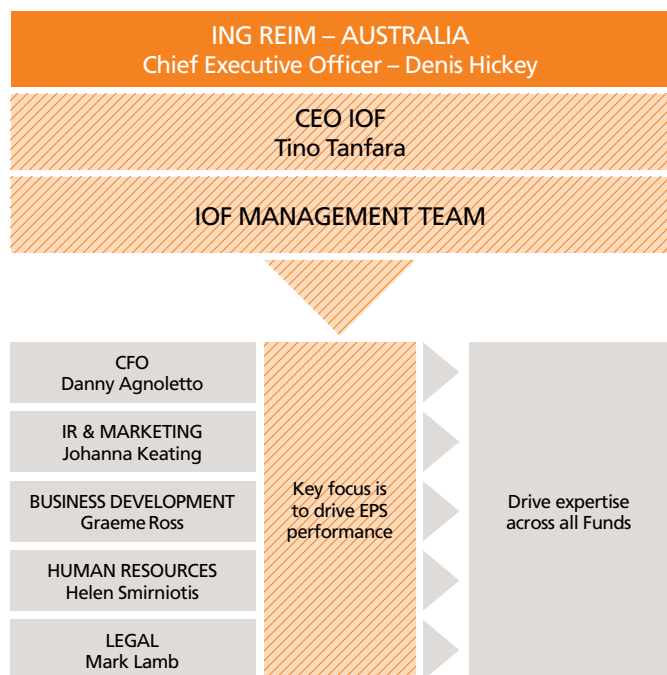 ING REIM – AUSTRALIA
Chief Executive Officer – Denis Hickey
CEO IOF
Tino Tanfara
IOF MANAGEMENT TEAM
CFO
Danny Agnoletto
IR & MARKETING
Johanna Keating
BUSINESS DEVELOPMENT
Graeme Ross
HUMAN RESOURCES
Helen Smirniotis
LEGAL
Mark Lamb
Key focus is
to drive EPS
performance
Drive expertise
across all Funds